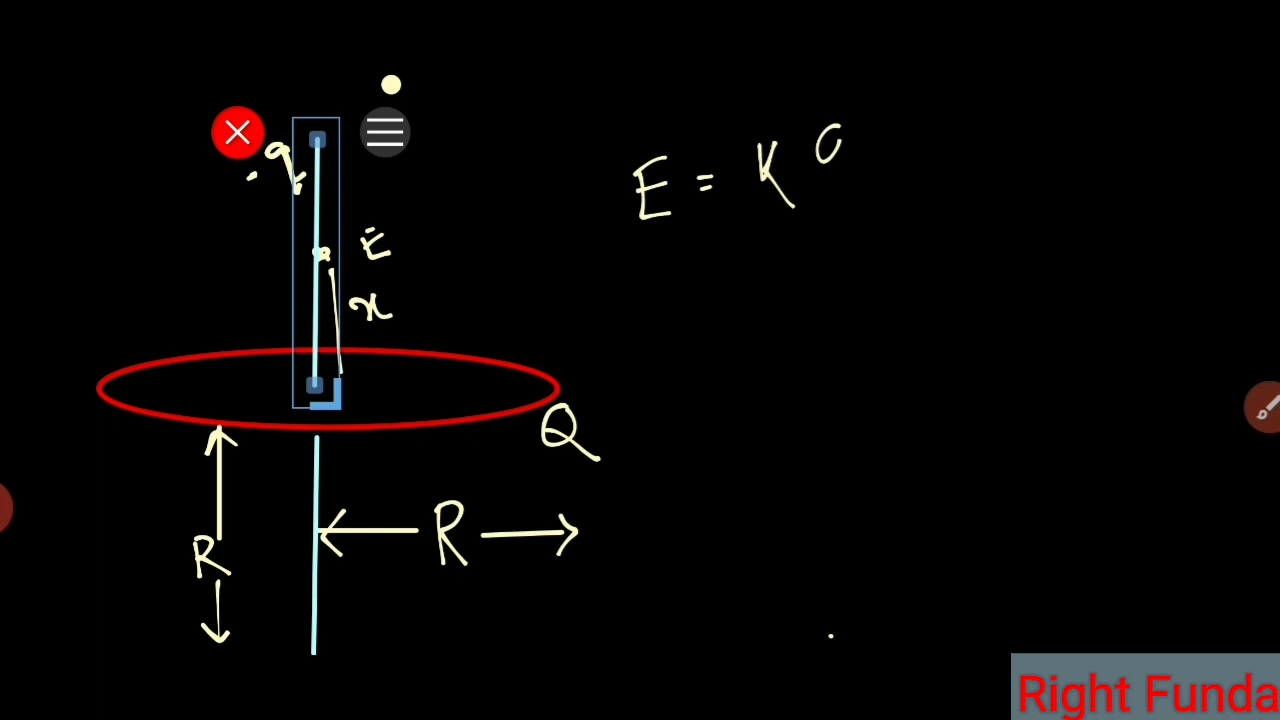 E = K Q
q
E
x
Q
R
R
Right Funda